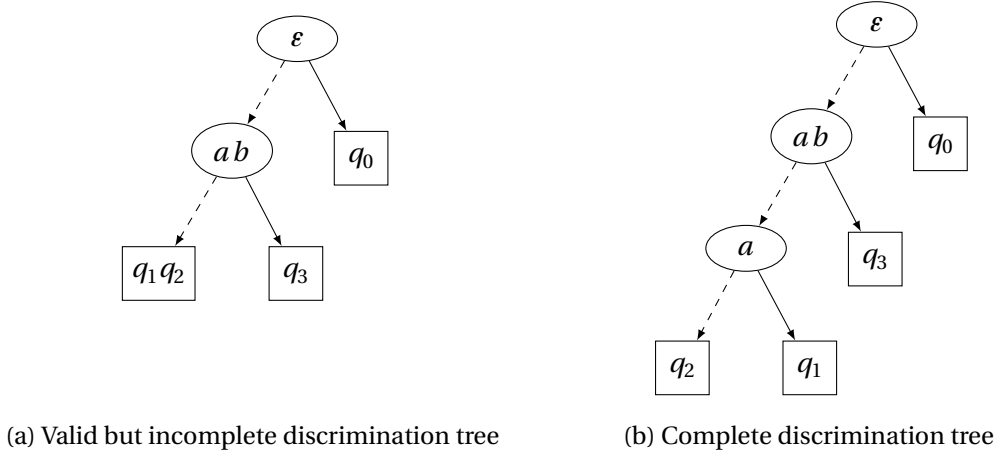 ε
ab
q₀
q₁q₂
q₃
(a) Valid but incomplete discrimination tree
ε
ab
q₀
a
q₃
q₂
q₁
(b) Complete discrimination tree